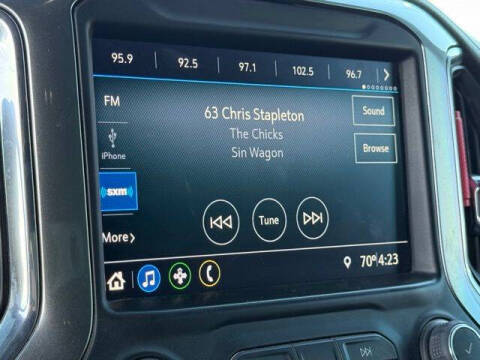 95.9 92.5 97.1 102.5 96.7
FM
63 Chris Stapleton
Sound
The Chicks
iPhone
Sin Wagon
Browse
sxm
Tune
More
70° 4:23